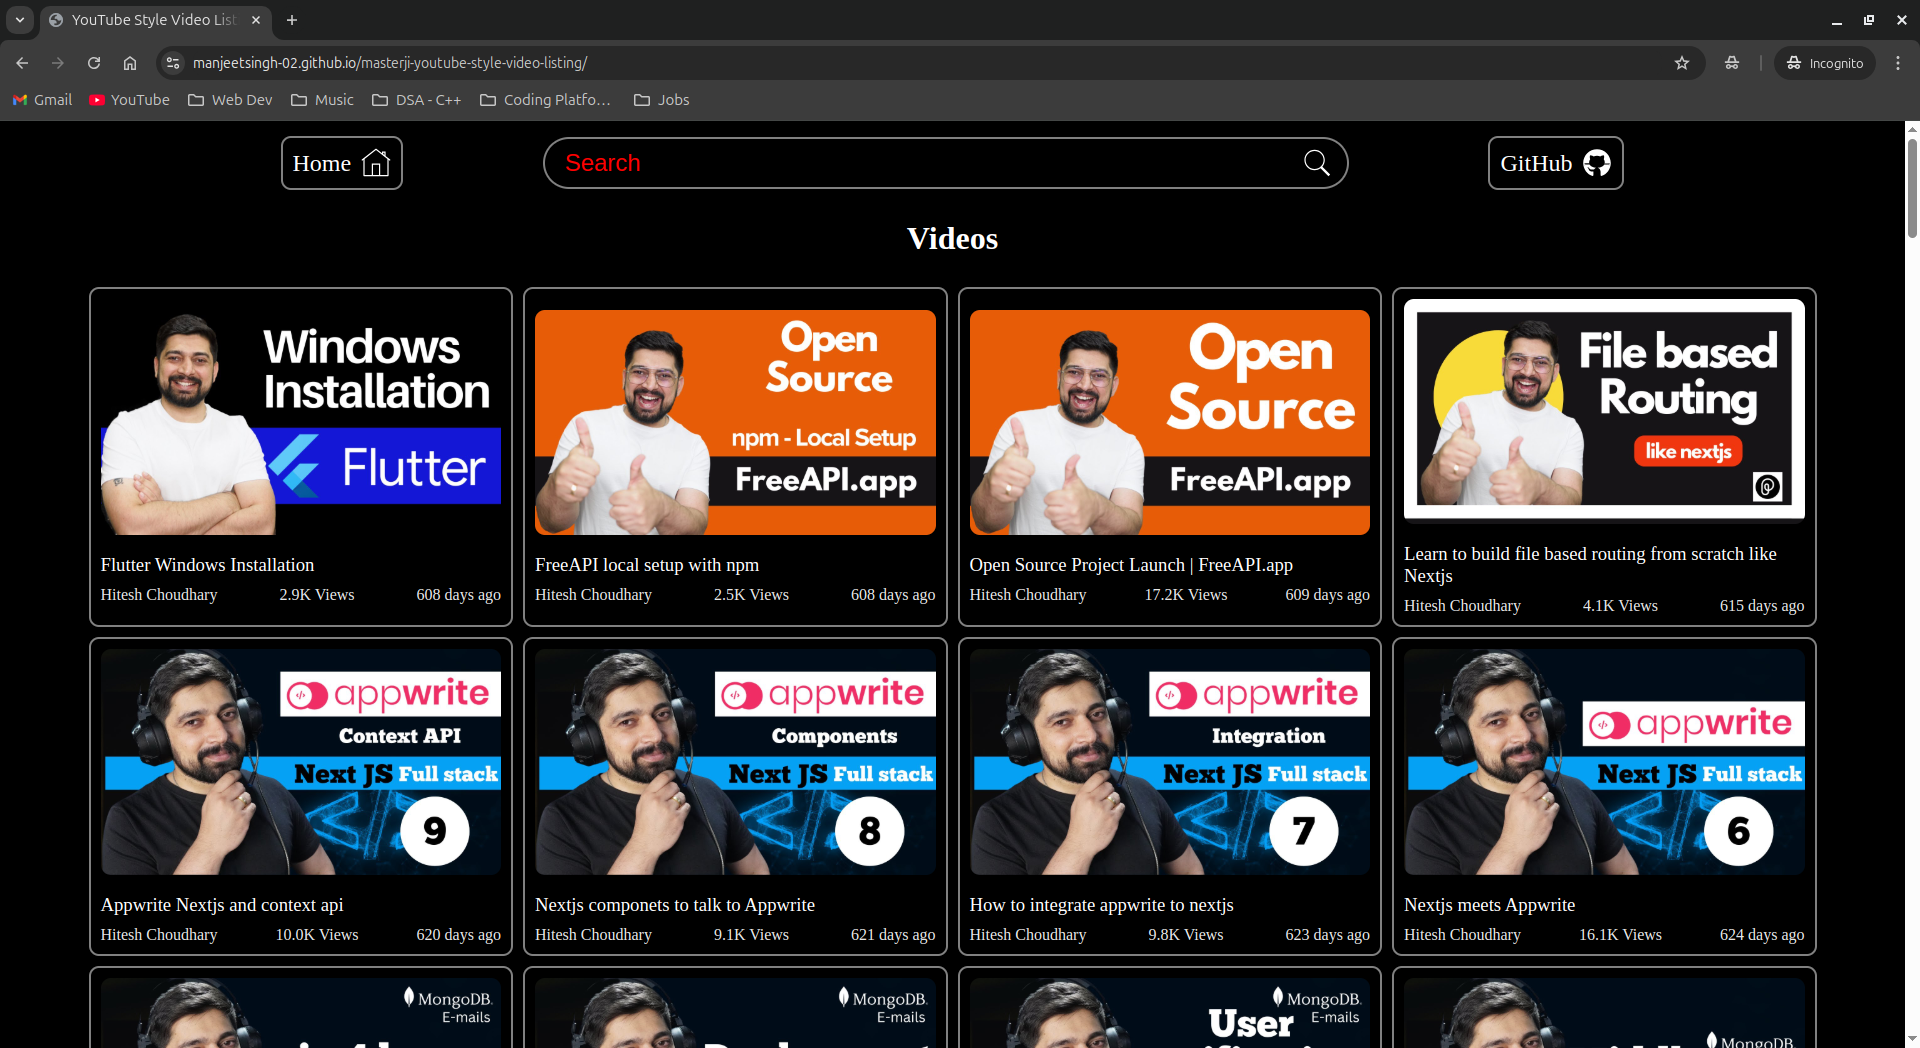 YouTube Style Video List
manjeetsingh-02.github.io/masterji-youtube-style-video-listing/
Incognito
Gmail
YouTube
Web Dev
Music
DSA - C++
Coding Platfo...
Jobs
Home
Search
GitHub
Videos
Windows
Installation
Flutter
Flutter Windows Installation
Hitesh Choudhary 2.9K Views 608 days ago
Open
Source
npm - Local Setup
FreeAPI.app
FreeAPI local setup with npm
Hitesh Choudhary 2.5K Views 608 days ago
Open
Source
FreeAPI.app
Open Source Project Launch | FreeAPI.app
Hitesh Choudhary 17.2K Views 609 days ago
File based
Routing
like nextjs
Learn to build file based routing from scratch like
Nextjs
Hitesh Choudhary 4.1K Views 615 days ago
appwrite
Context API
Next JS Full stack
9
Appwrite Nextjs and context api
Hitesh Choudhary 10.0K Views 620 days ago
appwrite
Components
Next JS Full stack
8
Nextjs componets to talk to Appwrite
Hitesh Choudhary 9.1K Views 621 days ago
appwrite
Integration
Next JS Full stack
7
How to integrate appwrite to nextjs
Hitesh Choudhary 9.8K Views 623 days ago
appwrite
Next JS Full stack
6
Nextjs meets Appwrite
Hitesh Choudhary 16.1K Views 624 days ago
MongoDB.
E-mails
MongoDB.
E-mails
MongoDB.
User E-mails
MongoDB